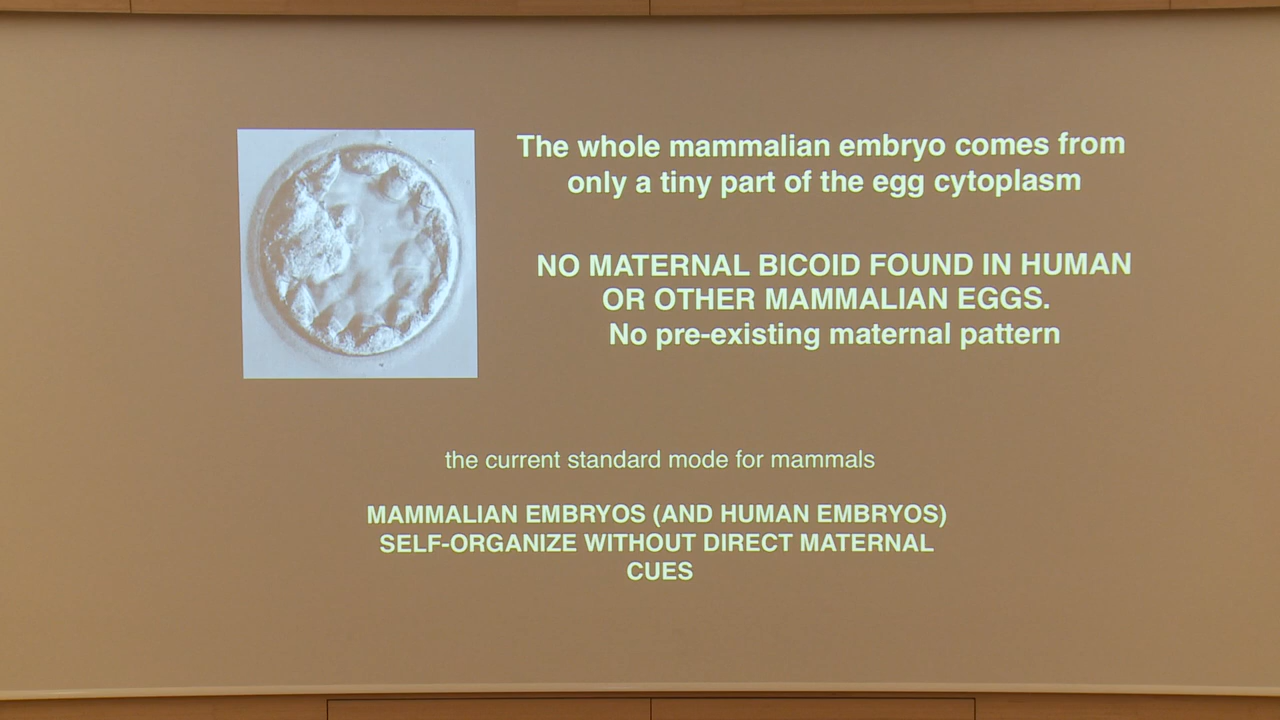 The whole mammalian embryo comes from
only a tiny part of the egg cytoplasm
NO MATERNAL BICOID FOUND IN HUMAN
OR OTHER MAMMALIAN EGGS.
No pre-existing maternal pattern
the current standard mode for mammals
MAMMALIAN EMBRYOS (AND HUMAN EMBRYOS)
SELF-ORGANIZE WITHOUT DIRECT MATERNAL
CUES